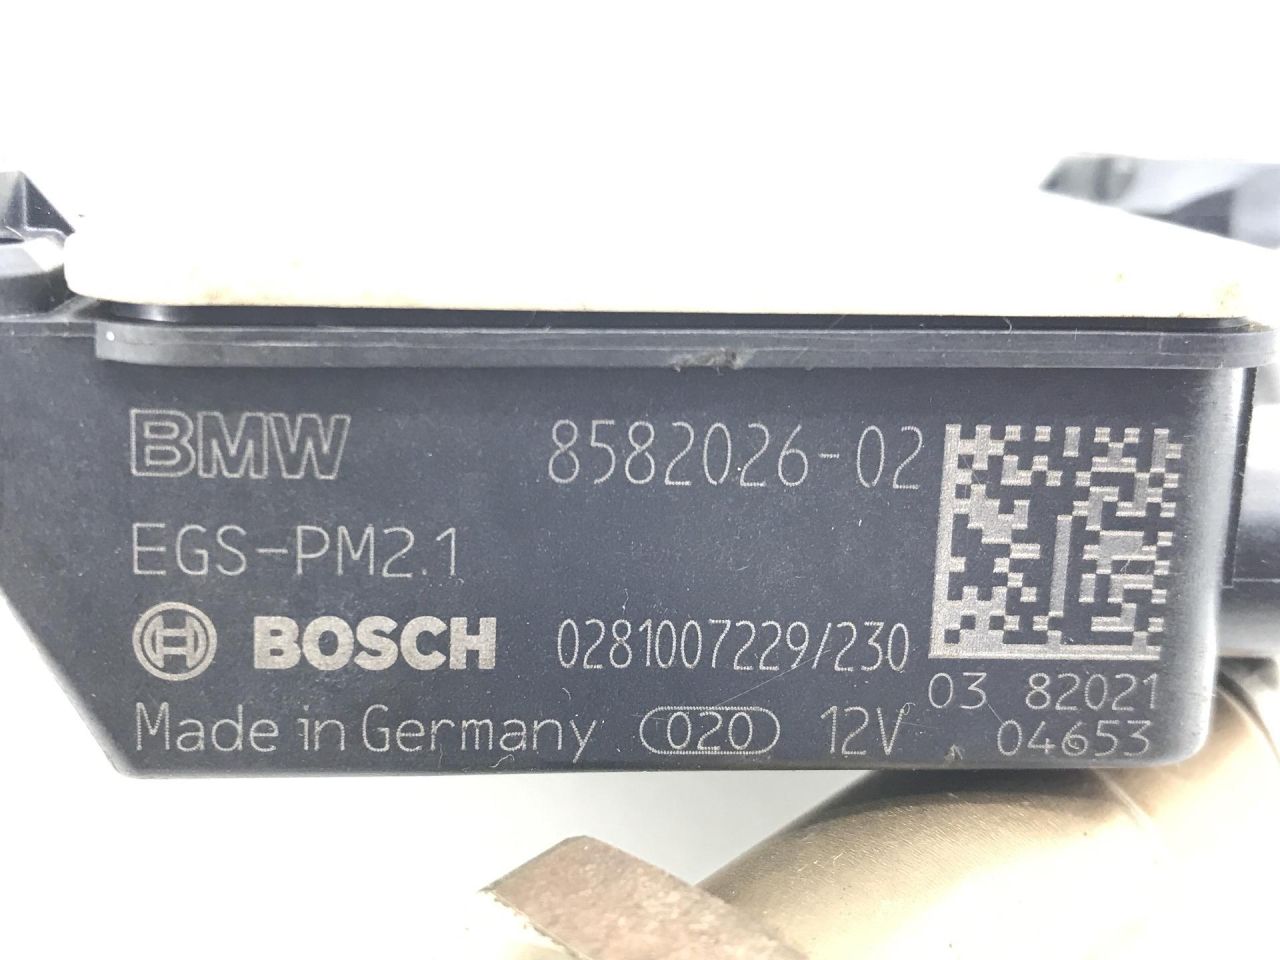 BMW 8582026-02
EGS-PM2.1
BOSCH 0281007229/230
03 82021
Made in Germany 020 12V 04653